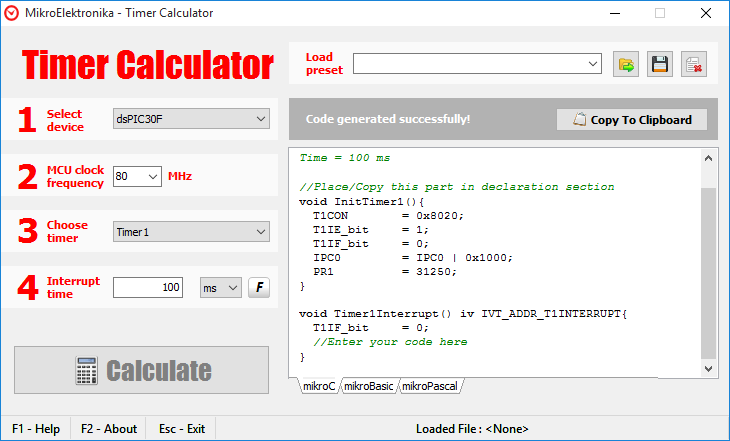 MikroElektronika - Timer Calculator
Timer Calculator
Load preset
1 Select device dsPIC30F
2 MCU clock frequency 80 MHz
3 Choose timer Timer1
4 Interrupt time 100 ms F
Calculate
Code generated successfully! Copy To Clipboard
Time = 100 ms
//Place/Copy this part in declaration section
void InitTimer1(){
T1CON = 0x8020;
T1IE_bit = 1;
T1IF_bit = 0;
IPC0 = IPC0 | 0x1000;
PR1 = 31250;
}
void Timer1Interrupt() iv IVT_ADDR_T1INTERRUPT{
T1IF_bit = 0;
//Enter your code here
}
mikroC mikroBasic mikroPascal
F1 - Help F2 - About Esc - Exit Loaded File : <None>